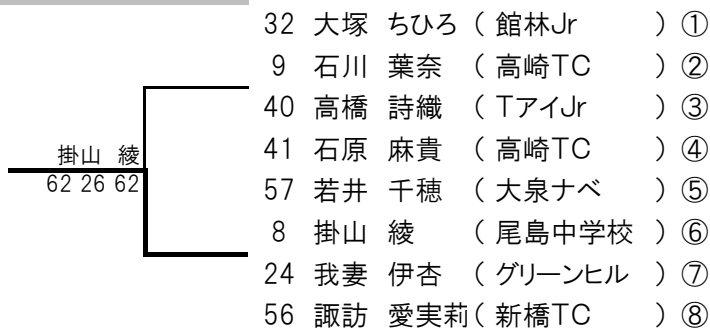 32 大塚 ちひろ ( 館林Jr ) ①
9 石川 葉奈 ( 高崎TC ) ②
40 高橋 詩織 ( TアイJr ) ③
41 石原 麻貴 ( 高崎TC ) ④
掛山 綾
62 26 62
57 若井 千穂 ( 大泉ナベ ) ⑤
8 掛山 綾 ( 尾島中学校 ) ⑥
24 我妻 伊杏 ( グリーンヒル ) ⑦
56 諏訪 愛実莉 ( 新橋TC ) ⑧